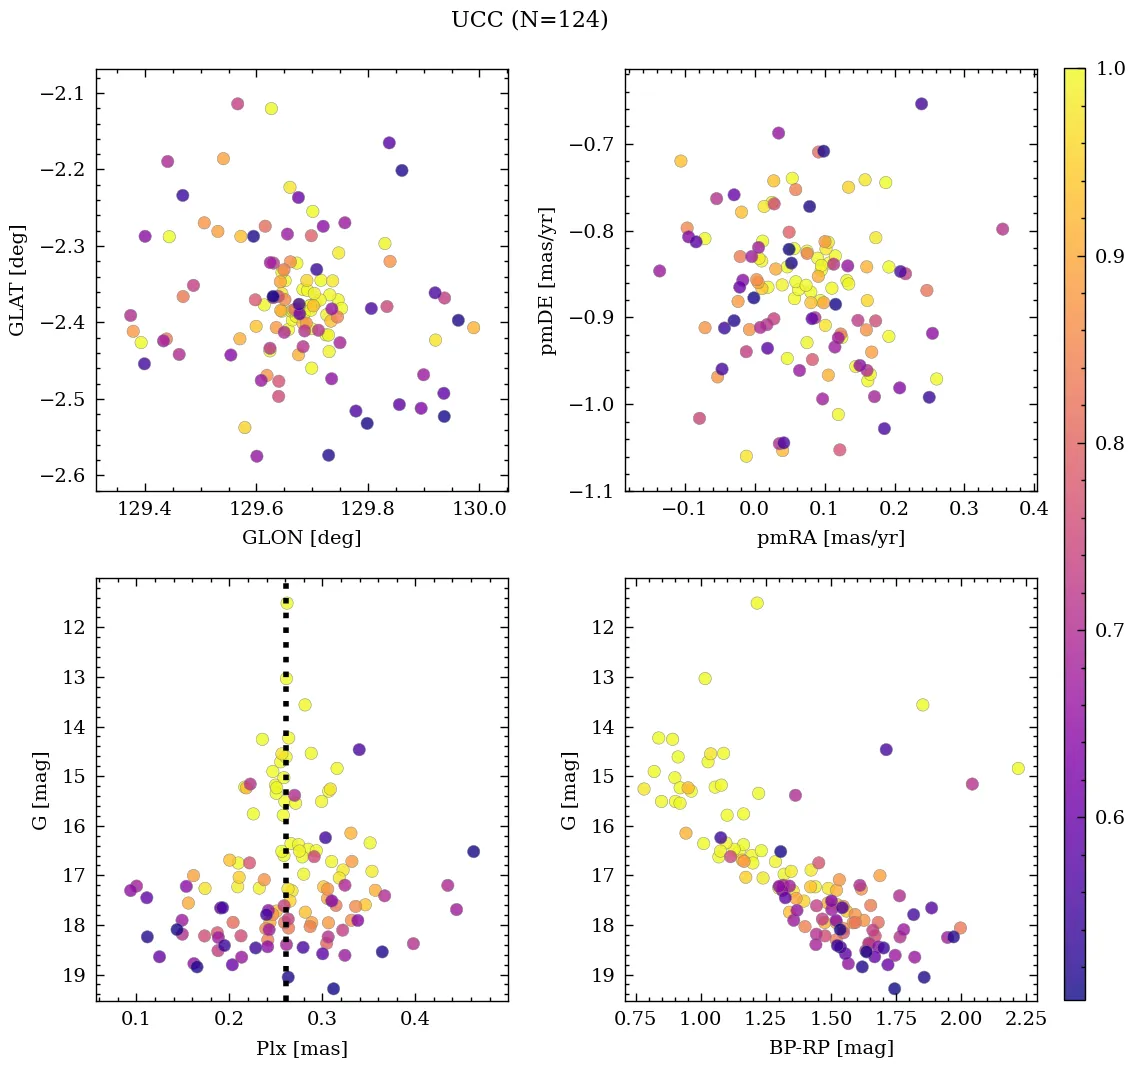 UCC (N=124)
−2.1
−2.2
−2.3
−2.4
−2.5
−2.6
GLAT [deg]
129.4 129.6 129.8 130.0
GLON [deg]
−0.7
−0.8
−0.9
−1.0
−1.1
pmDE [mas/yr]
−0.1 0.0 0.1 0.2 0.3 0.4
pmRA [mas/yr]
12
13
14
15
16
17
18
19
G [mag]
0.1 0.2 0.3 0.4
Plx [mas]
12
13
14
15
16
17
18
19
G [mag]
0.75 1.00 1.25 1.50 1.75 2.00 2.25
BP-RP [mag]
1.0
0.9
0.8
0.7
0.6